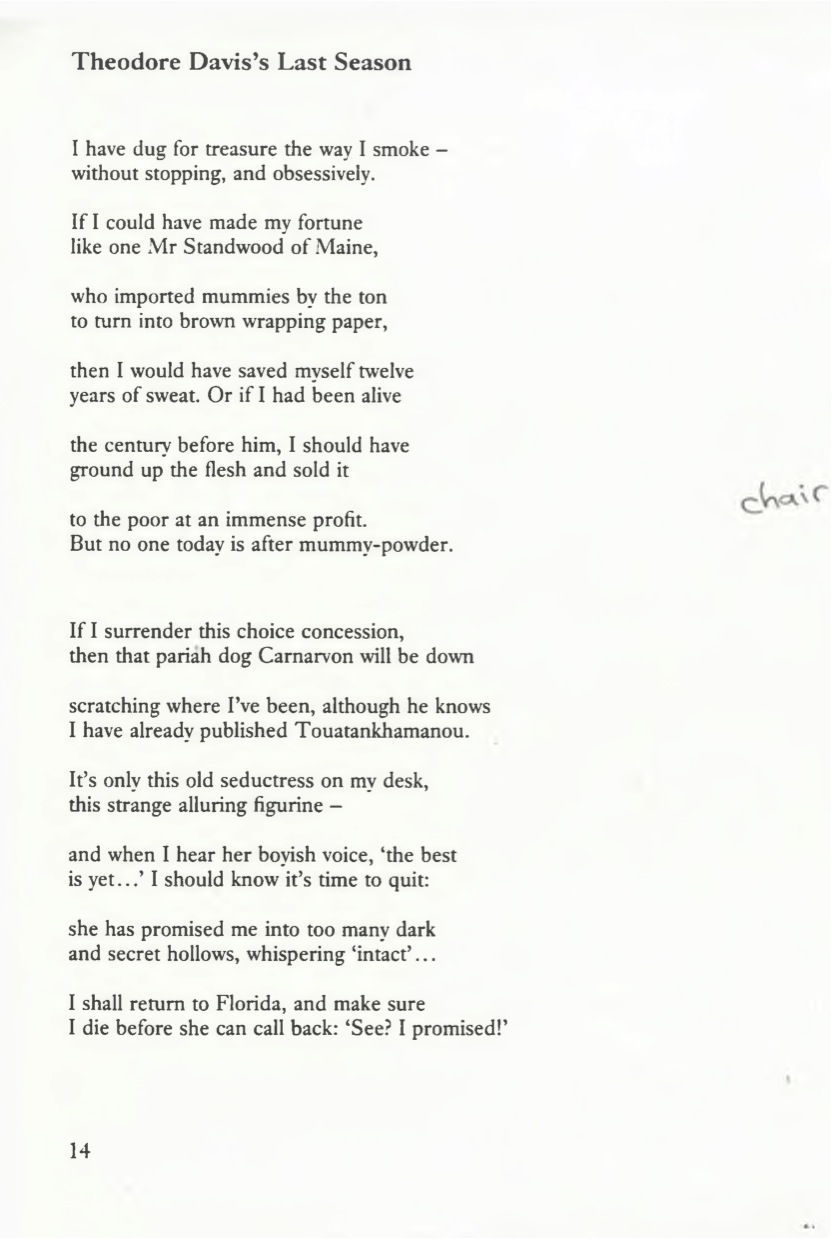 Theodore Davis's Last Season
I have dug for treasure the way I smoke –
without stopping, and obsessively.
If I could have made my fortune
like one Mr Standwood of Maine,
who imported mummies by the ton
to turn into brown wrapping paper,
then I would have saved myself twelve
years of sweat. Or if I had been alive
the century before him, I should have
ground up the flesh and sold it
chair
to the poor at an immense profit.
But no one today is after mummy-powder.
If I surrender this choice concession,
then that pariah dog Carnarvon will be down
scratching where I've been, although he knows
I have already published Touatankhamanou.
It's only this old seductress on my desk,
this strange alluring figurine –
and when I hear her boyish voice, 'the best
is yet...' I should know it's time to quit:
she has promised me into too many dark
and secret hollows, whispering 'intact'...
I shall return to Florida, and make sure
I die before she can call back: 'See? I promised!'
14